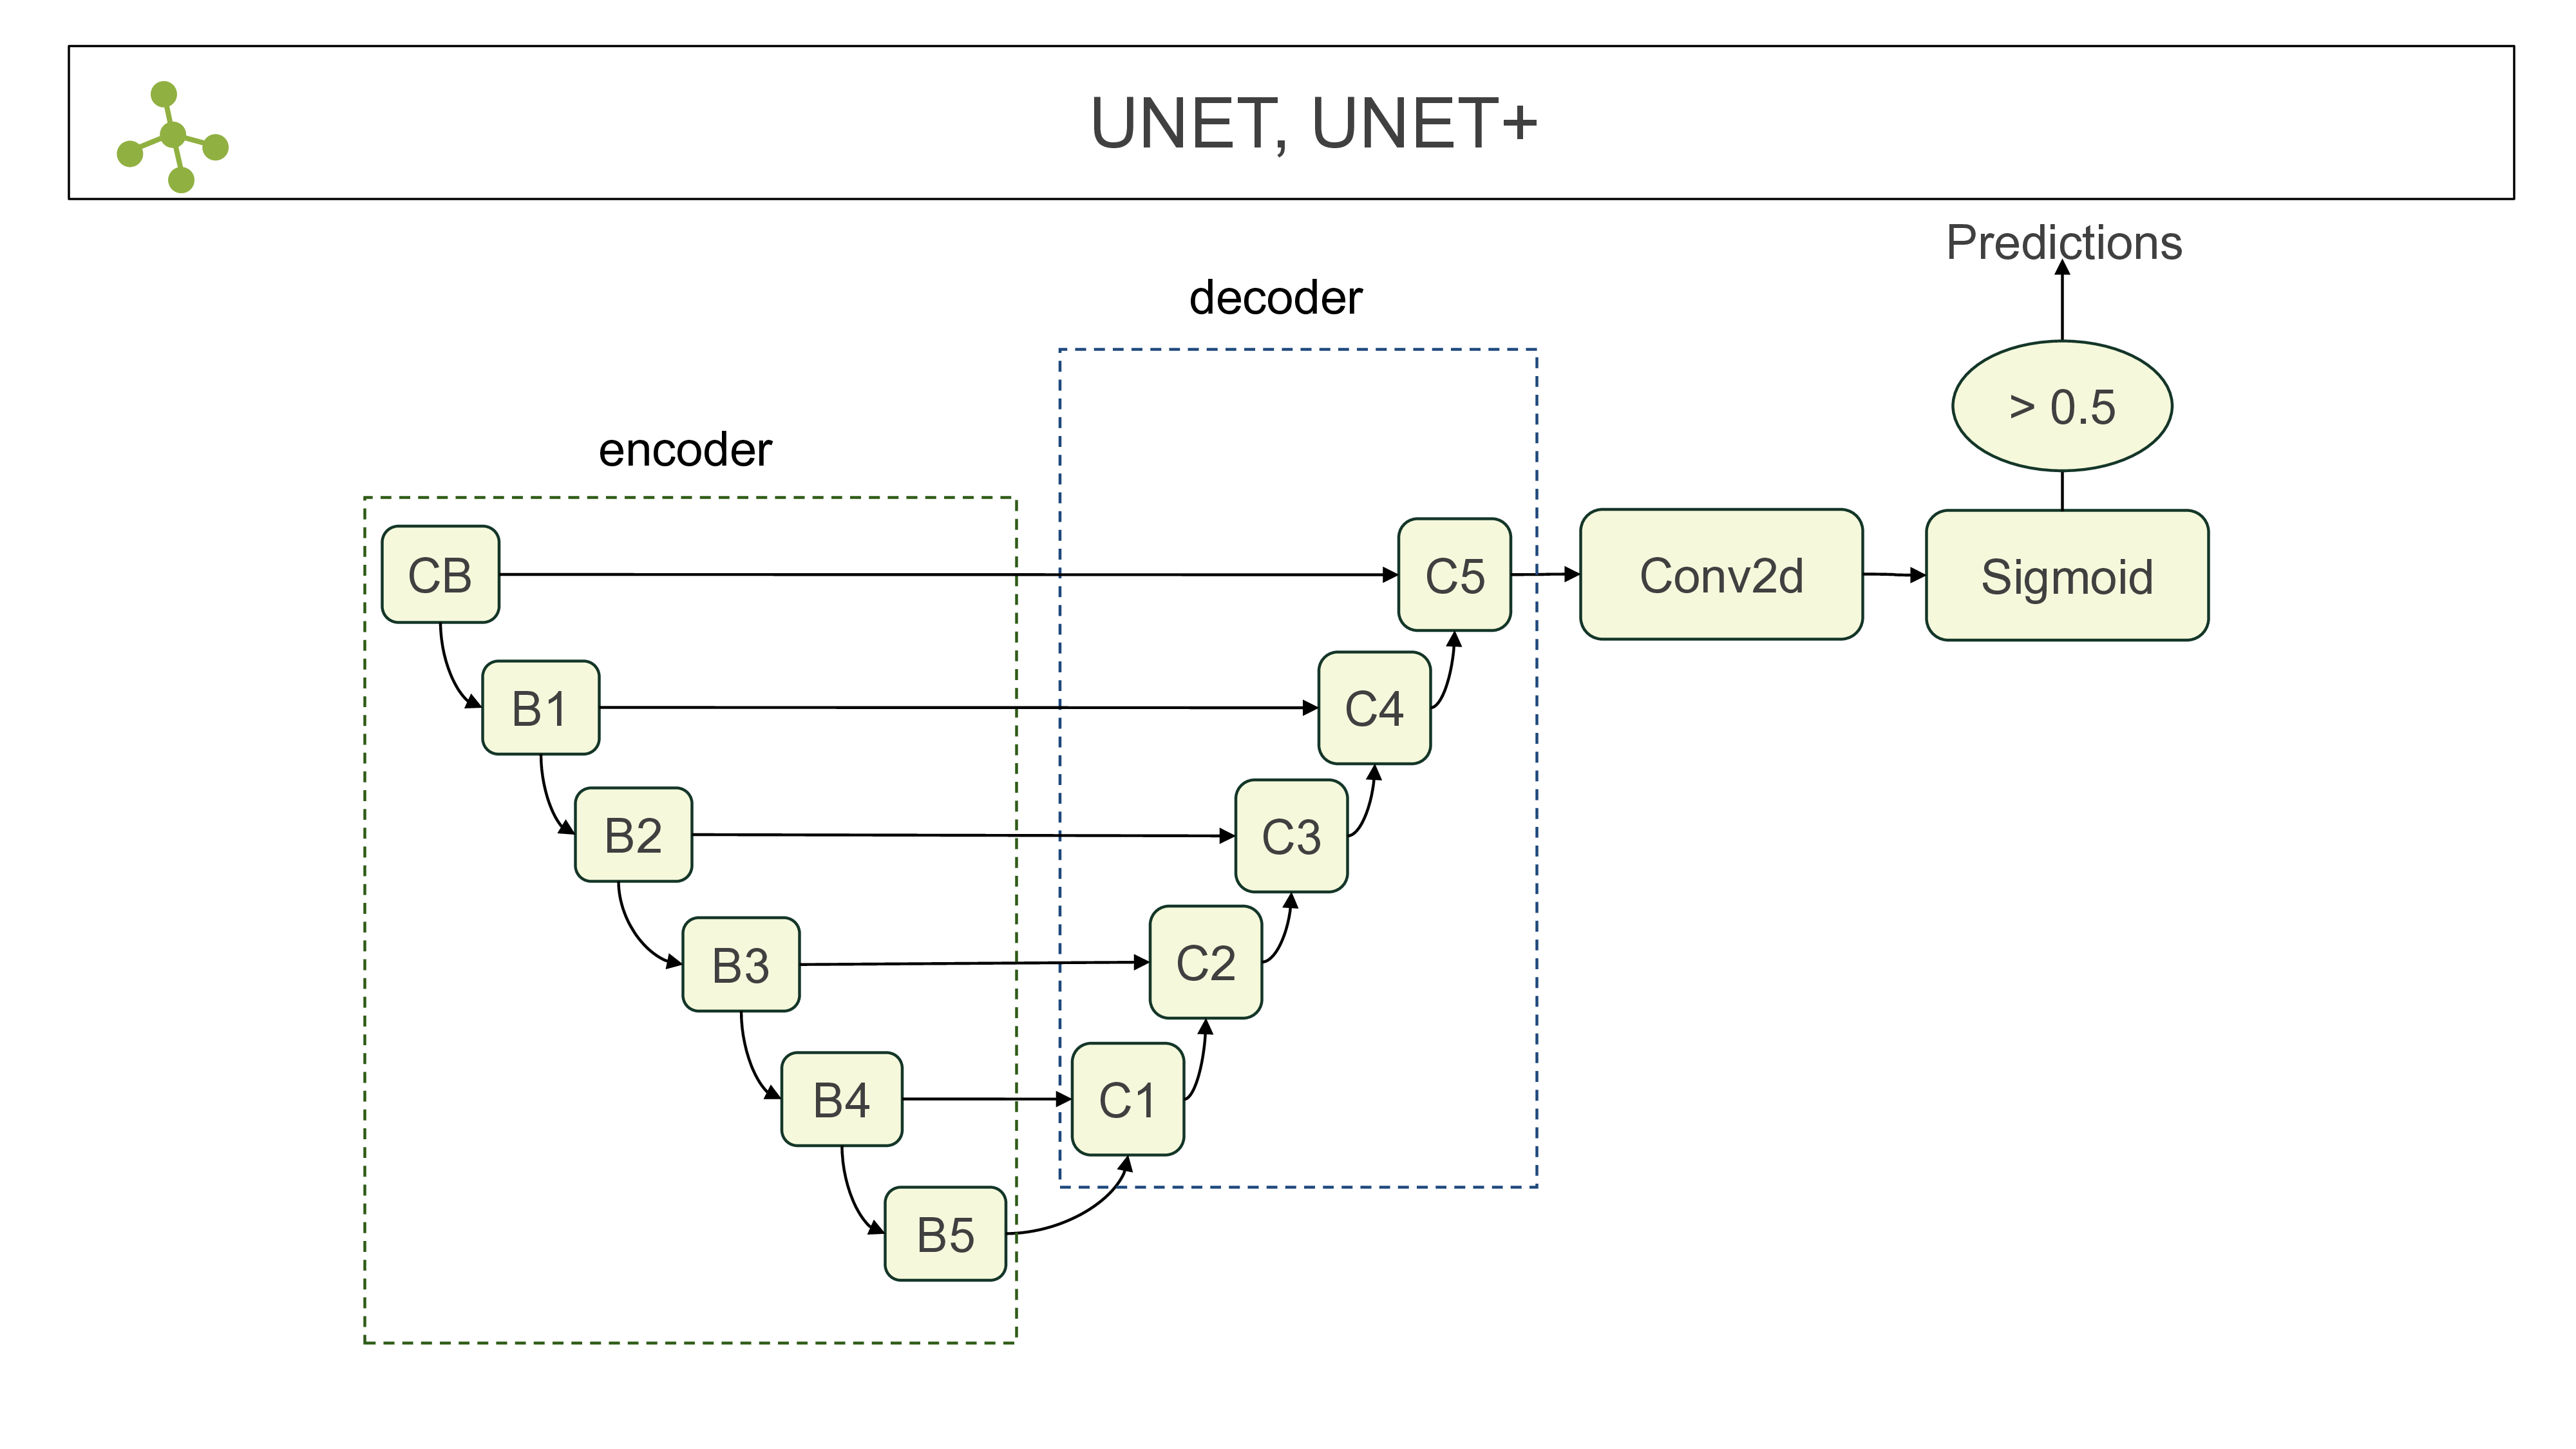 UNET, UNET+
Predictions
decoder
> 0.5
encoder
CB
C5
Conv2d
Sigmoid
B1
C4
B2
C3
B3
C2
B4
C1
B5